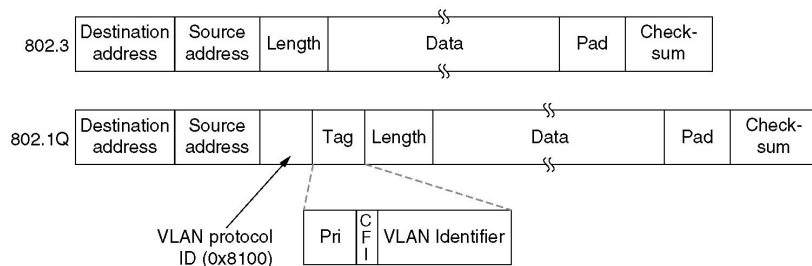 802.3
Destination address
Source address
Length
Data
Pad
Check-sum
802.1Q
Destination address
Source address
Tag
Length
Data
Pad
Check-sum
VLAN protocol
ID (0x8100)
Pri
CFI
VLAN Identifier